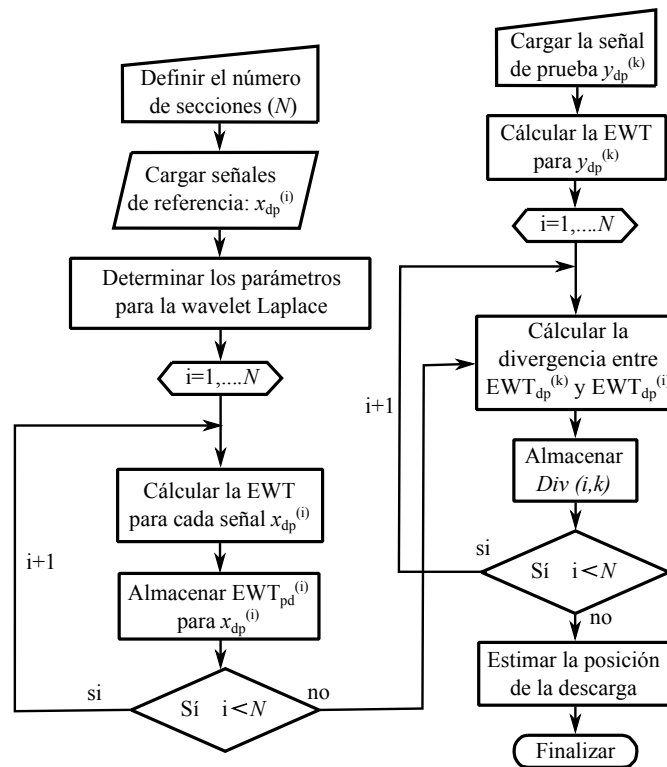 Definir el número
de secciones (N)
Cargar señales
de referencia: x_dp^(i)
Determinar los parámetros
para la wavelet Laplace
i=1,....N
Cálcular la EWT
para cada señal x_dp^(i)
Almacenar EWT_pd^(i)
para x_dp^(i)
Sí i<N
si
no
i+1
Cargar la señal
de prueba y_dp^(k)
Cálcular la EWT
para y_dp^(k)
i=1,....N
Cálcular la
divergencia entre
EWT_dp^(k) y EWT_dp^(i)
Almacenar
Div (i,k)
Sí i<N
si
no
i+1
Estimar la posición
de la descarga
Finalizar